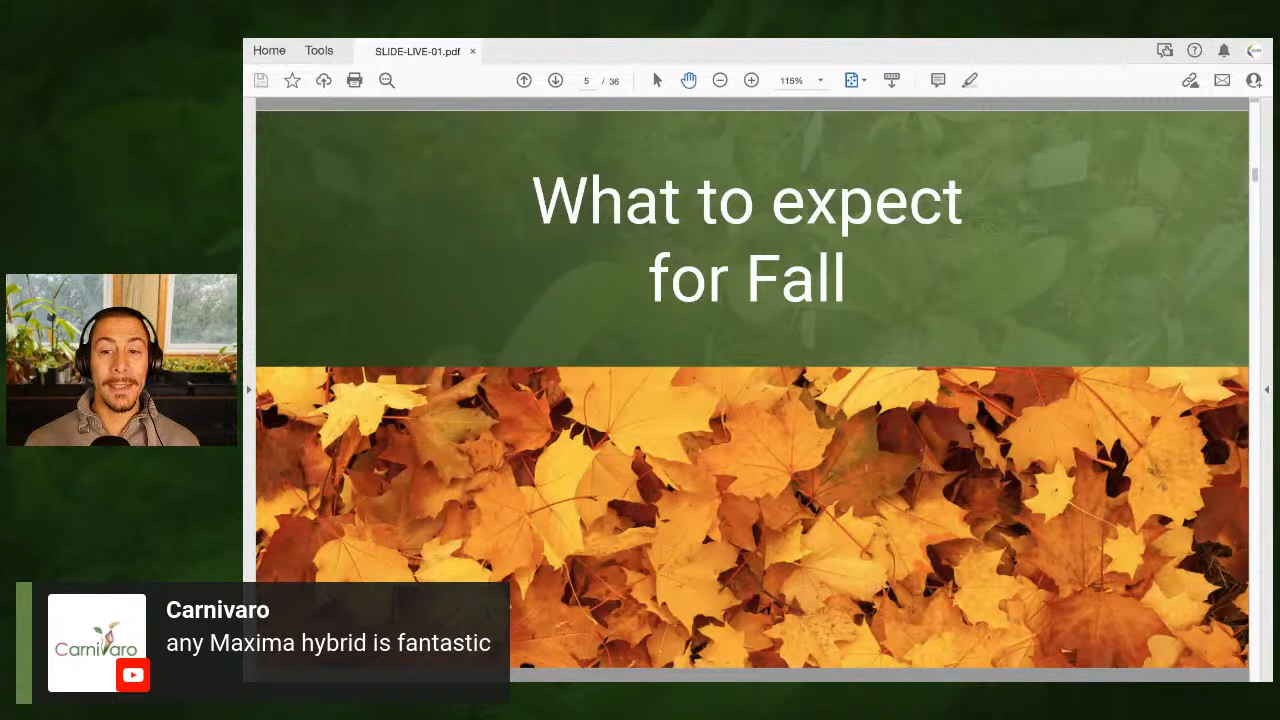 Home Tools SLIDE-LIVE-01.pdf ×
5 / 36 115%
What to expect
for Fall
Carnivaro
Carnivaro
any Maxima hybrid is fantastic